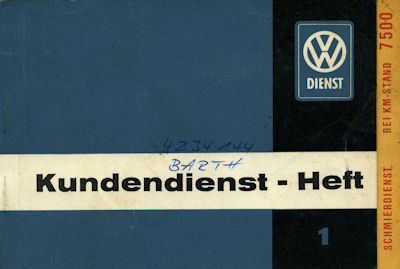 VW
DIENST
4234144
BARTH
Kundendienst - Heft
1
SCHMIERDIENST BEI KM-STAND 7500